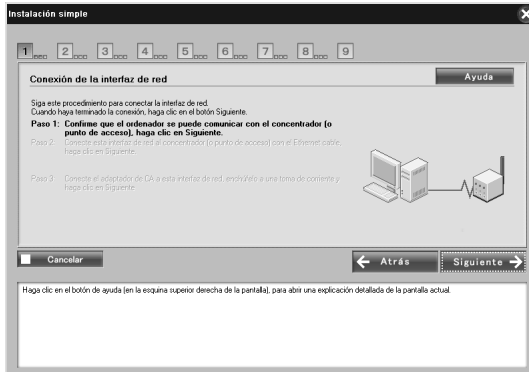 Instalación simple
1 2 3 4 5 6 7 8 9
Conexión de la interfaz de red
Ayuda
Siga este procedimiento para conectar la interfaz de red.
Cuando haya terminado la conexión, haga clic en el botón Siguiente.
Paso 1: Confirme que el ordenador se puede comunicar con el concentrador (o
punto de acceso), haga clic en Siguiente.
Paso 2: Conecte esta interfaz de red al concentrador (o punto de acceso) con el Ethernet cable,
haga clic en Siguiente.
Paso 3: Conecte el adaptador de CA a esta interfaz de red, enchúfelo a una toma de corriente y
haga clic en Siguiente.
Cancelar
Atrás
Siguiente
Haga clic en el botón de ayuda (en la esquina superior derecha de la pantalla), para abrir una explicación detallada de la pantalla actual.